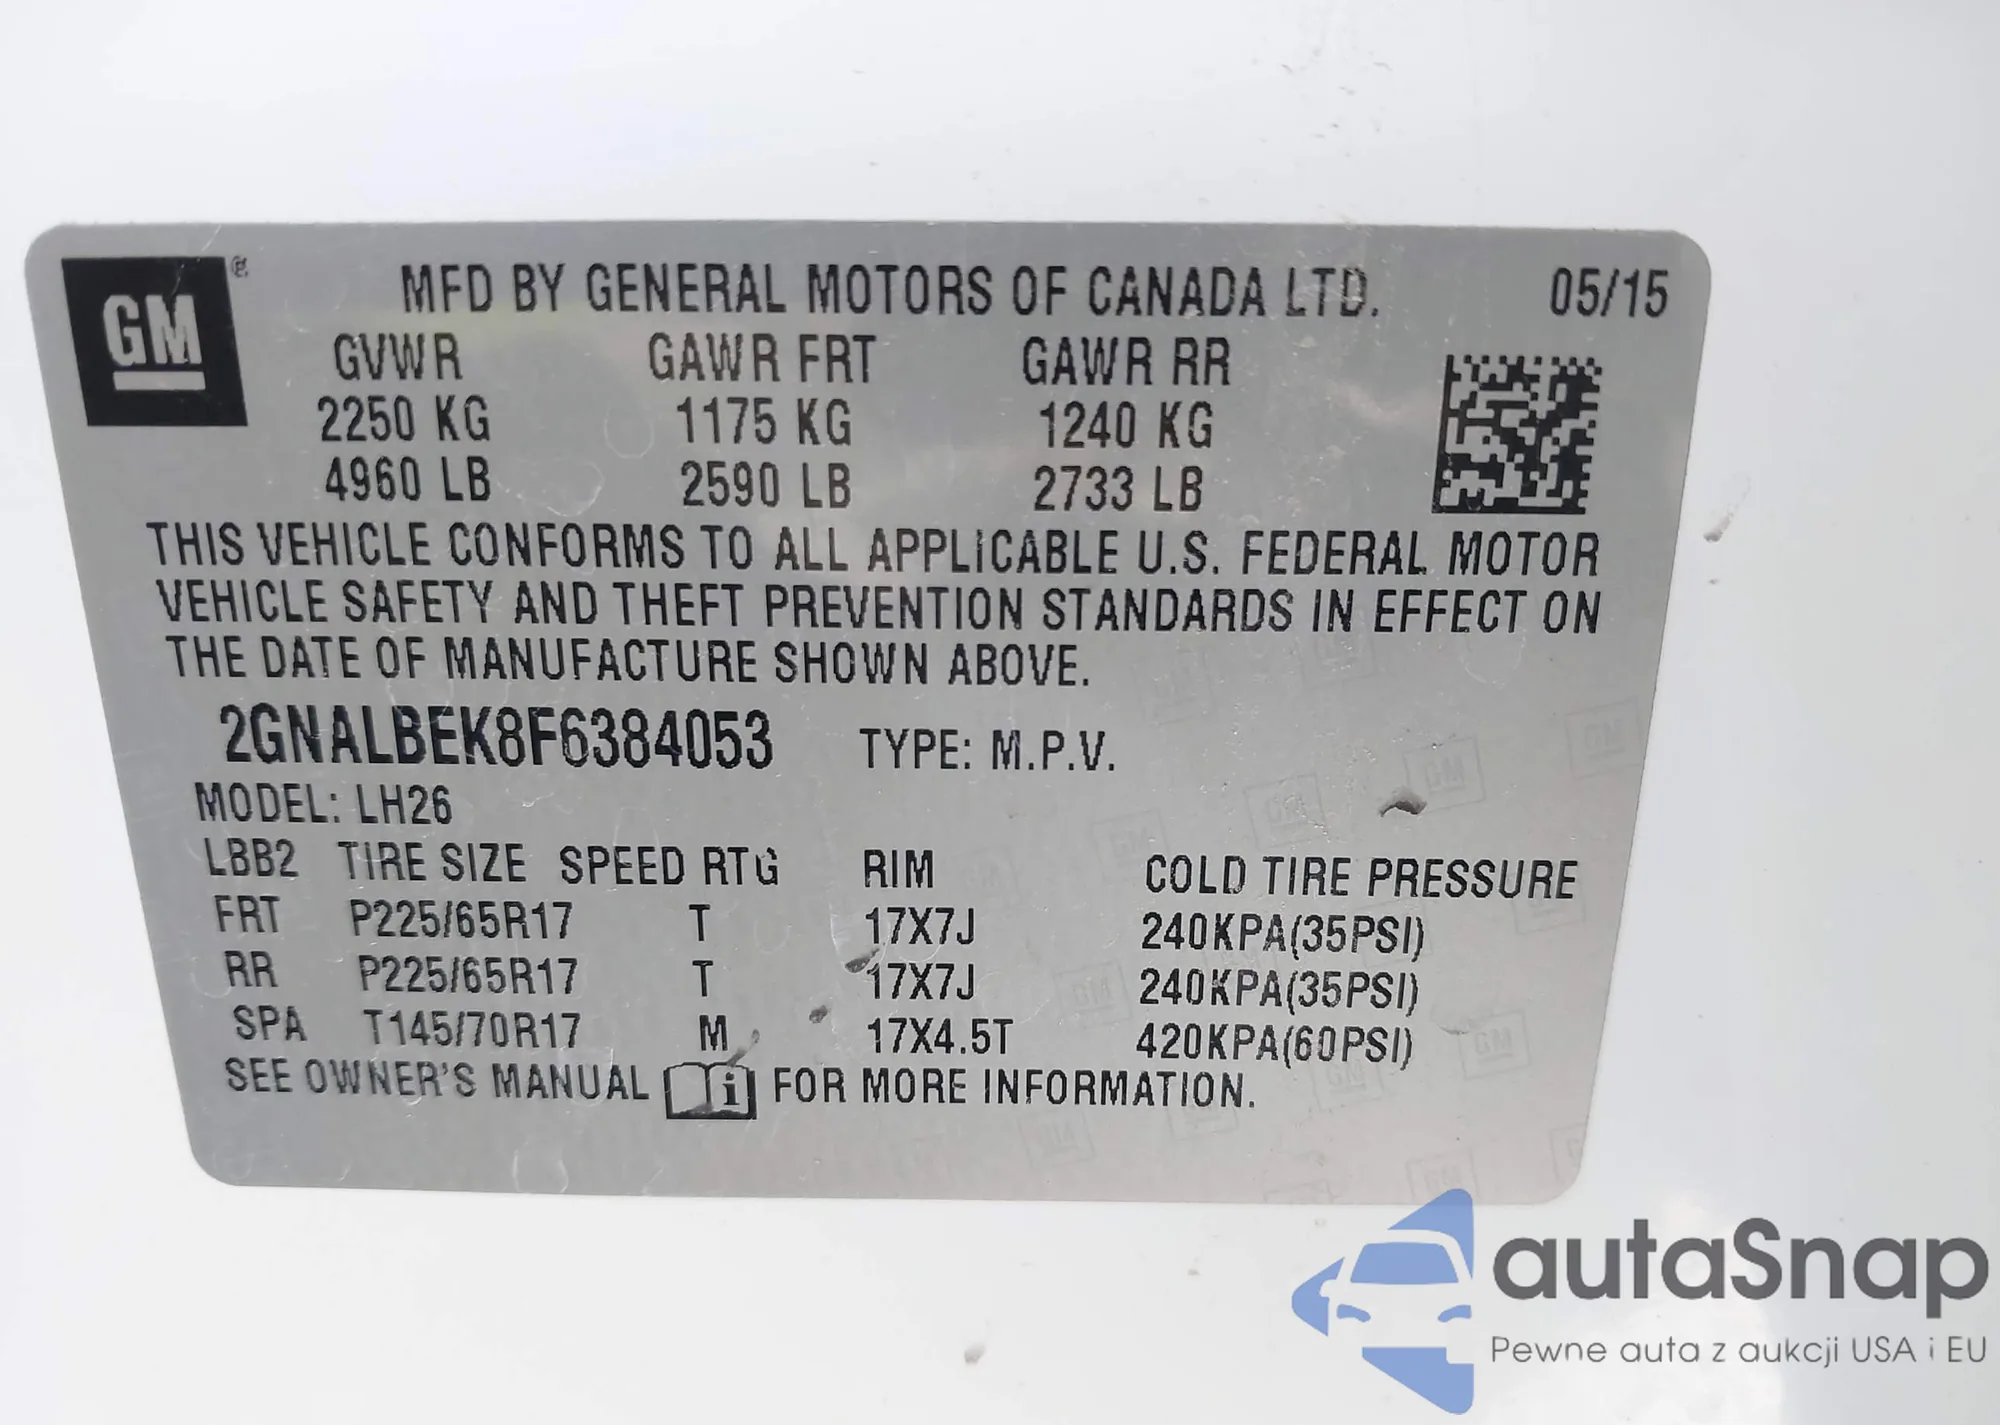 GM
MFD BY GENERAL MOTORS OF CANADA LTD. 05/15
GVWR GAWR FRT GAWR RR
2250 KG 1175 KG 1240 KG
4960 LB 2590 LB 2733 LB
THIS VEHICLE CONFORMS TO ALL APPLICABLE U.S. FEDERAL MOTOR
VEHICLE SAFETY AND THEFT PREVENTION STANDARDS IN EFFECT ON
THE DATE OF MANUFACTURE SHOWN ABOVE.
2GNALBEK8F6384053 TYPE: M.P.V.
MODEL: LH26
LBB2 TIRE SIZE SPEED RTG RIM COLD TIRE PRESSURE
FRT P225/65R17 T 17X7J 240KPA(35PSI)
RR P225/65R17 T 17X7J 240KPA(35PSI)
SPA T145/70R17 M 17X4.5T 420KPA(60PSI)
SEE OWNER'S MANUAL i FOR MORE INFORMATION.
autaSnap
Pewne auta z aukcji USA i EU